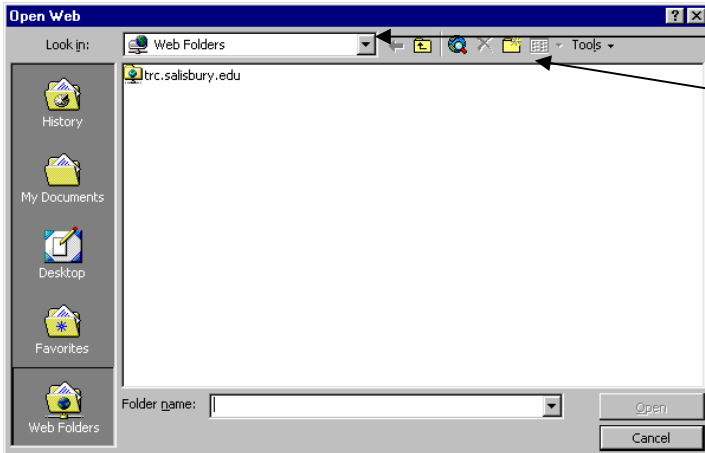 Open Web
Look in: Web Folders Tools
trc.salisbury.edu
History
My Documents
Desktop
Favorites
Web Folders
Folder name:
Open
Cancel